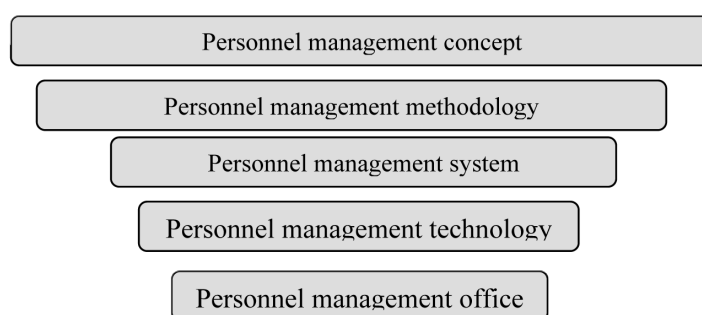 Personnel management concept
Personnel management methodology
Personnel management system
Personnel management technology
Personnel management office